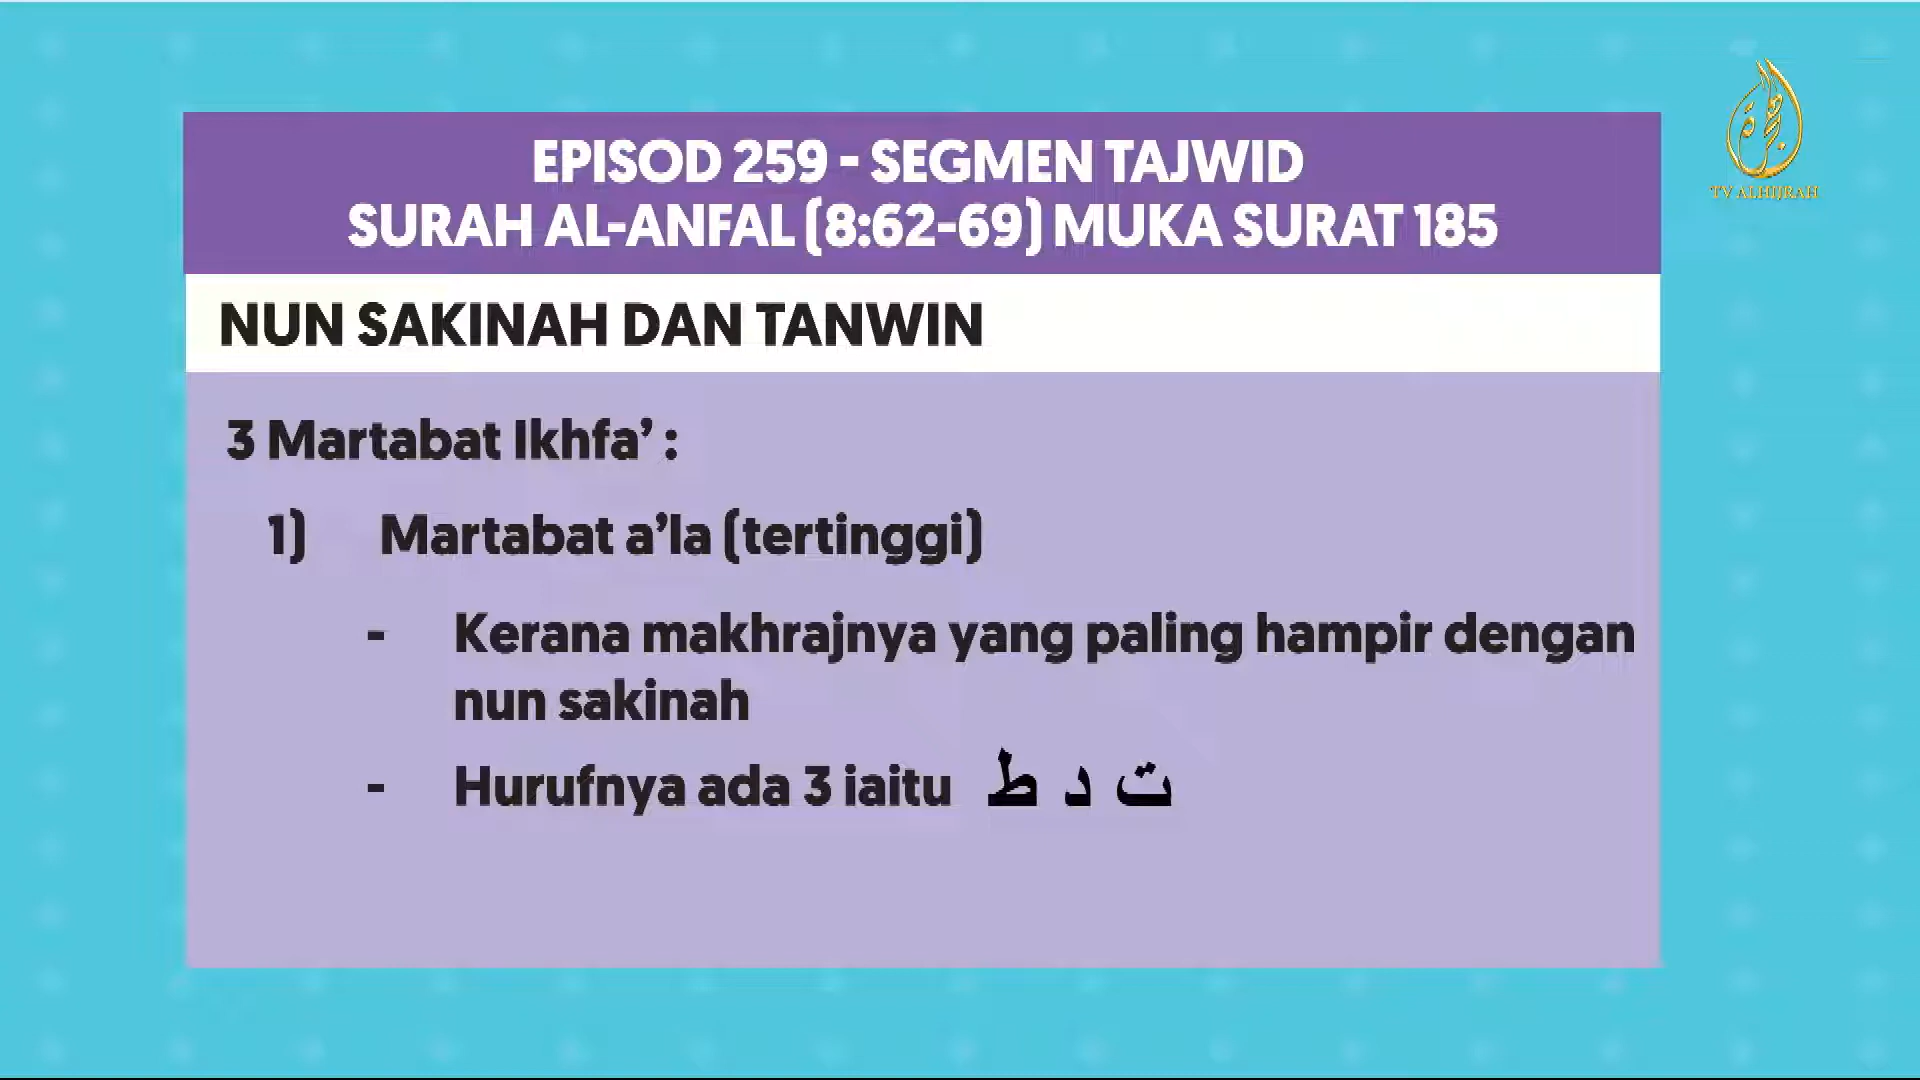 EPISOD 259 - SEGMEN TAJWID
SURAH AL-ANFAL (8:62-69) MUKA SURAT 185
NUN SAKINAH DAN TANWIN
3 Martabat Ikhfa’ :
1) Martabat a’la (tertinggi)
- Kerana makhrajnya yang paling hampir dengan
nun sakinah
- Hurufnya ada 3 iaitu ت د ط
TV ALHIJRAH